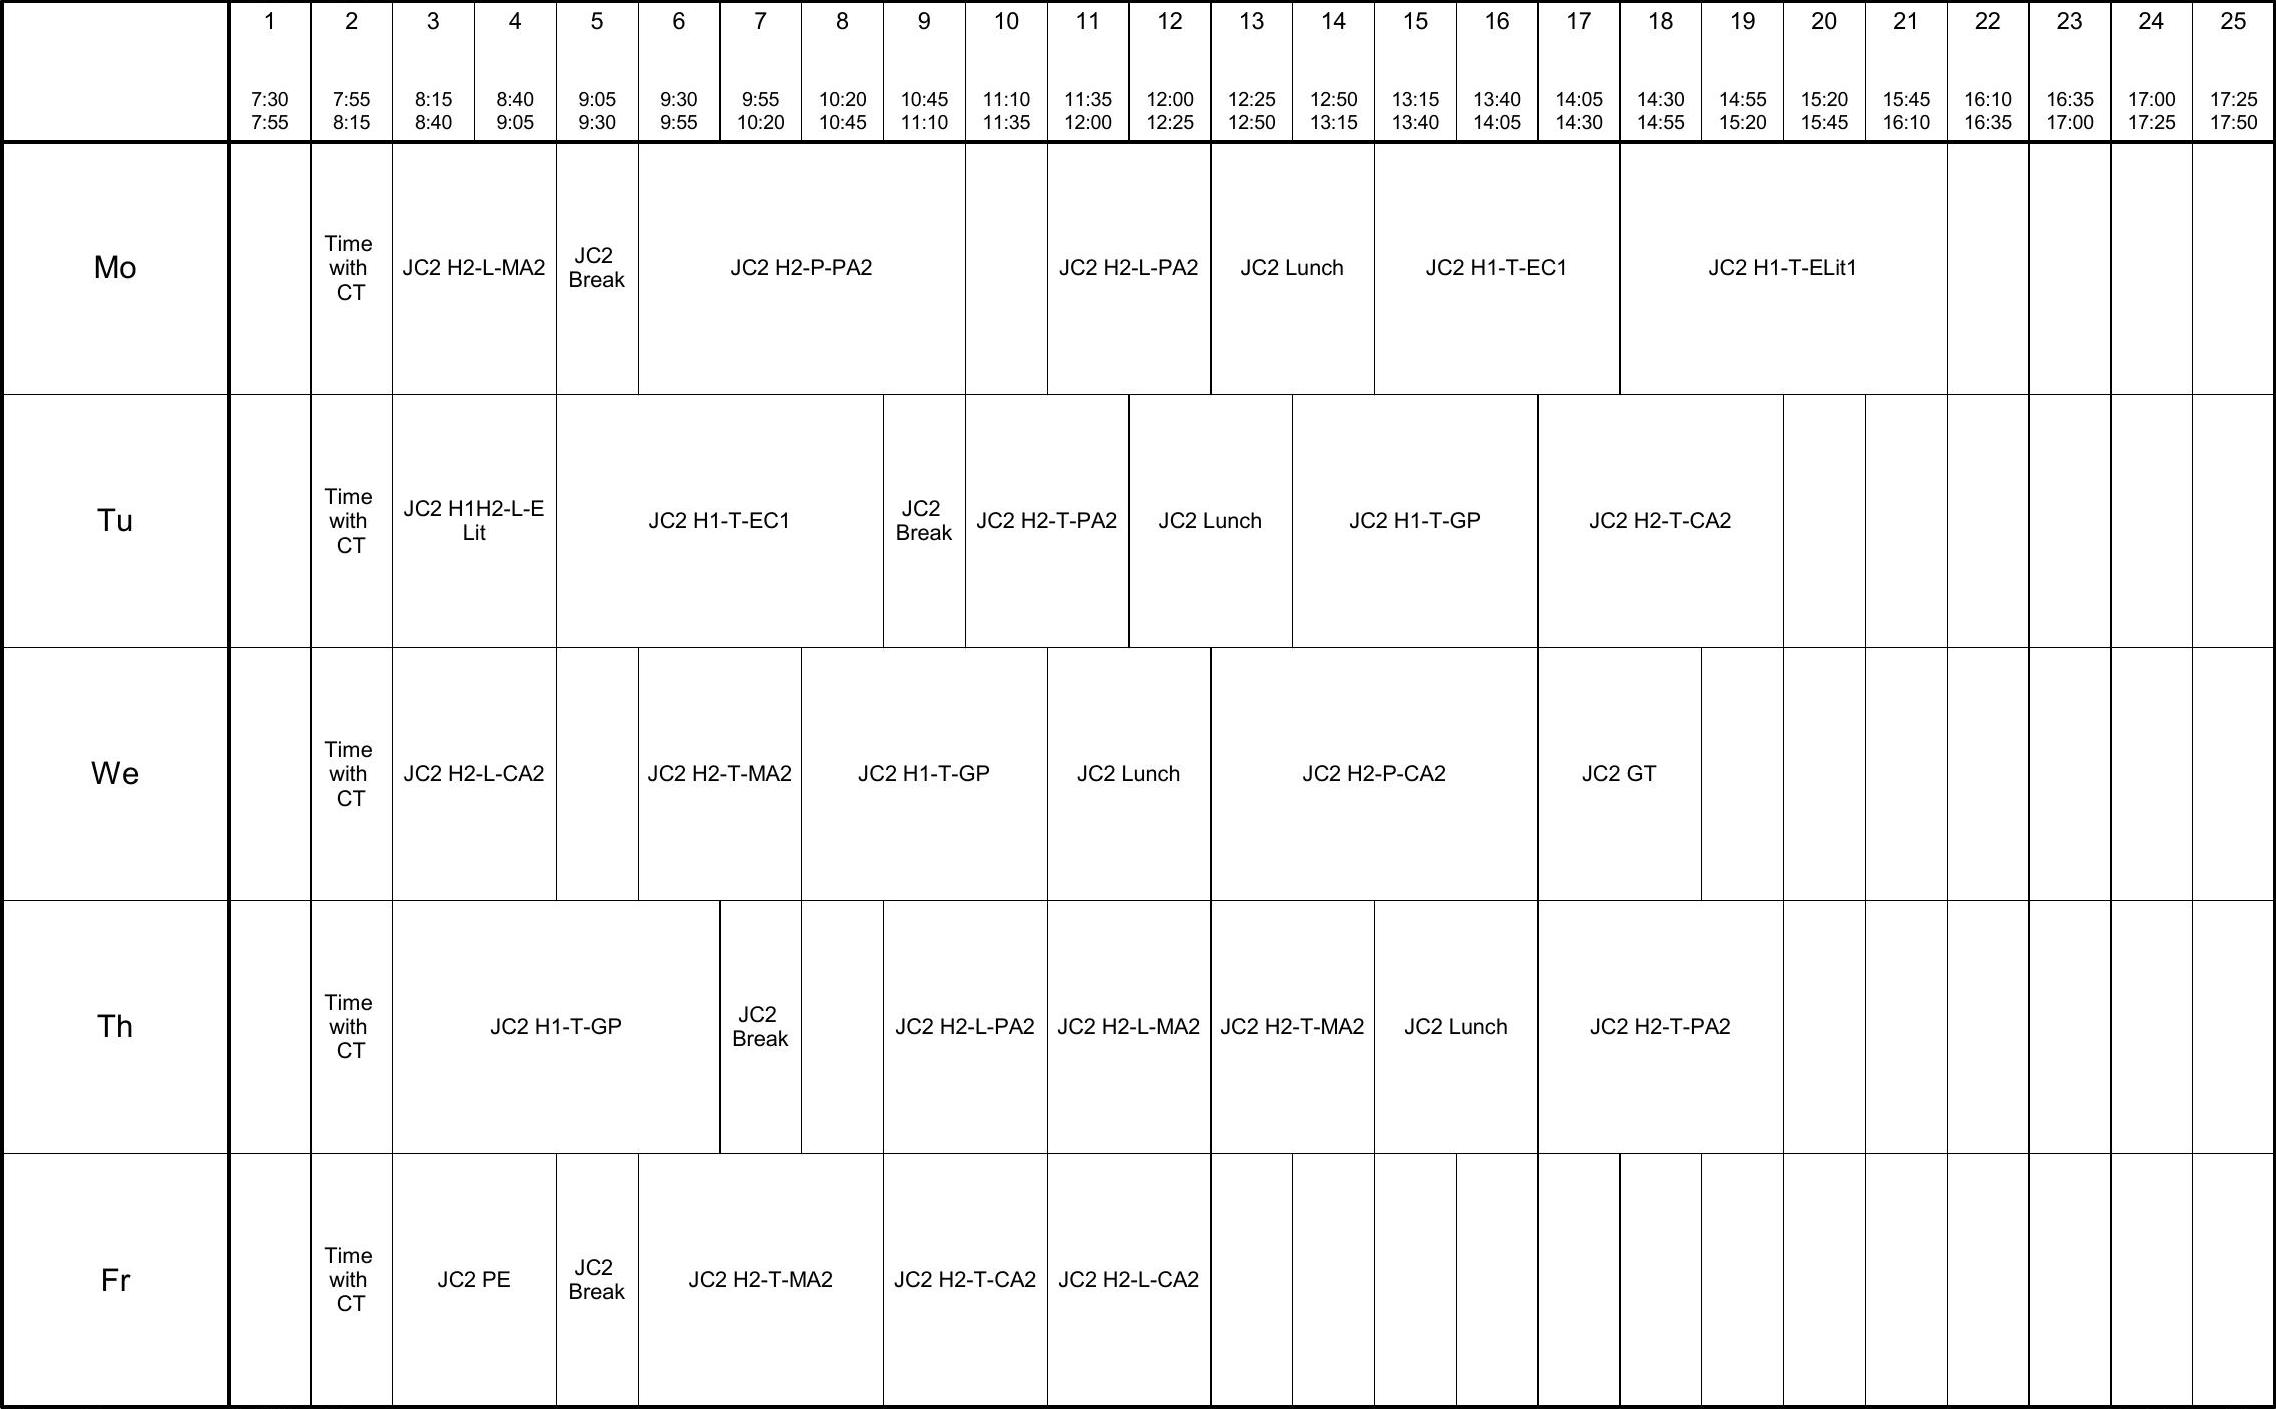 1 2 3 4 5 6 7 8 9 10 11 12 13 14 15 16 17 18 19 20 21 22 23 24 25
7:30 7:55 8:15 8:40 9:05 9:30 9:55 10:20 10:45 11:10 11:35 12:00 12:25 12:50 13:15 13:40 14:05 14:30 14:55 15:20 15:45 16:10 16:35 17:00 17:25
7:55 8:15 8:40 9:05 9:30 9:55 10:20 10:45 11:10 11:35 12:00 12:25 12:50 13:15 13:40 14:05 14:30 14:55 15:20 15:45 16:10 16:35 17:00 17:25 17:50
Mo
Time
with
CT
JC2 H2-L-MA2
JC2
Break
JC2 H2-P-PA2
JC2 H2-L-PA2
JC2 Lunch
JC2 H1-T-EC1
JC2 H1-T-ELit1
Tu
Time
with
CT
JC2 H1H2-L-E
Lit
JC2 H1-T-EC1
JC2
Break
JC2 H2-T-PA2
JC2 Lunch
JC2 H1-T-GP
JC2 H2-T-CA2
We
Time
with
CT
JC2 H2-L-CA2
JC2 H2-T-MA2
JC2 H1-T-GP
JC2 Lunch
JC2 H2-P-CA2
JC2 GT
Th
Time
with
CT
JC2 H1-T-GP
JC2
Break
JC2 H2-L-PA2
JC2 H2-L-MA2
JC2 H2-T-MA2
JC2 Lunch
JC2 H2-T-PA2
Fr
Time
with
CT
JC2 PE
JC2
Break
JC2 H2-T-MA2
JC2 H2-T-CA2
JC2 H2-L-CA2